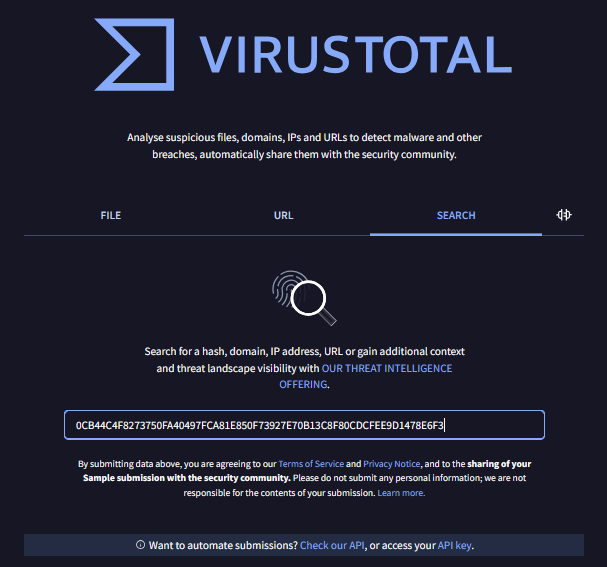 VIRUSTOTAL
Analyse suspicious files, domains, IPs and URLs to detect malware and other
breaches, automatically share them with the security community.
FILE
URL
SEARCH
Search for a hash, domain, IP address, URL or gain additional context
and threat landscape visibility with OUR THREAT INTELLIGENCE
OFFERING.
0CB44C4F8273750FA40497FCA81E850F73927E70B13C8F80CDCFEE9D1478E6F3
By submitting data above, you are agreeing to our Terms of Service and Privacy Notice, and to the sharing of your
Sample submission with the security community. Please do not submit any personal information; we are not
responsible for the contents of your submission. Learn more.
Want to automate submissions? Check our API, or access your API key.